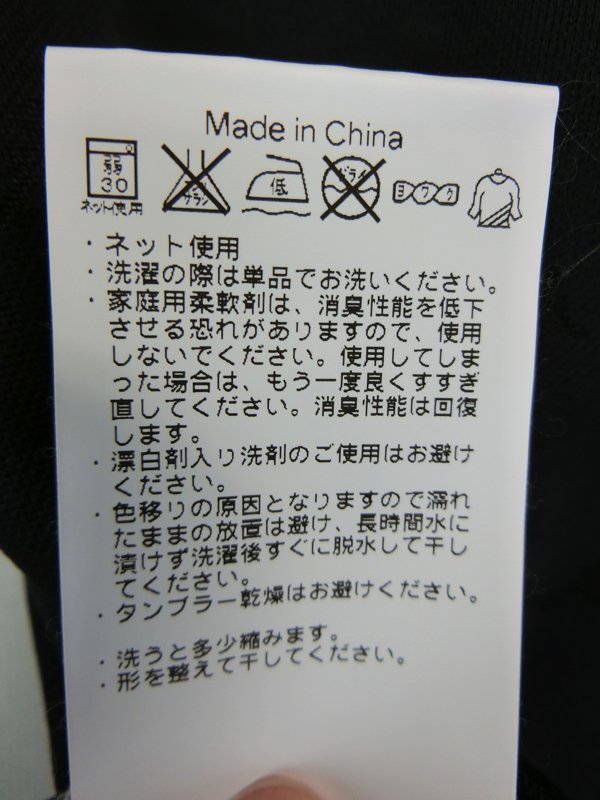 Made in China
弱
30
ネット使用
サラシ
低
ドライ
ヨワク
・ネット使用
・洗濯の際は単品でお洗いください。
・家庭用柔軟剤は、消臭性能を低下
させる恐れがありますので、使用
しないでください。使用してしま
った場合は、もう一度良くすすぎ
直してください。消臭性能は回復
します。
・漂白剤入り洗剤のご使用はお避け
ください。
・色移りの原因となりますので濡れ
たままの放置は避け、長時間水に
漬けず洗濯後すぐに脱水して干し
てください。
・タンブラー乾燥はお避けください。
・洗うと多少縮みます。
・形を整えて干してください。